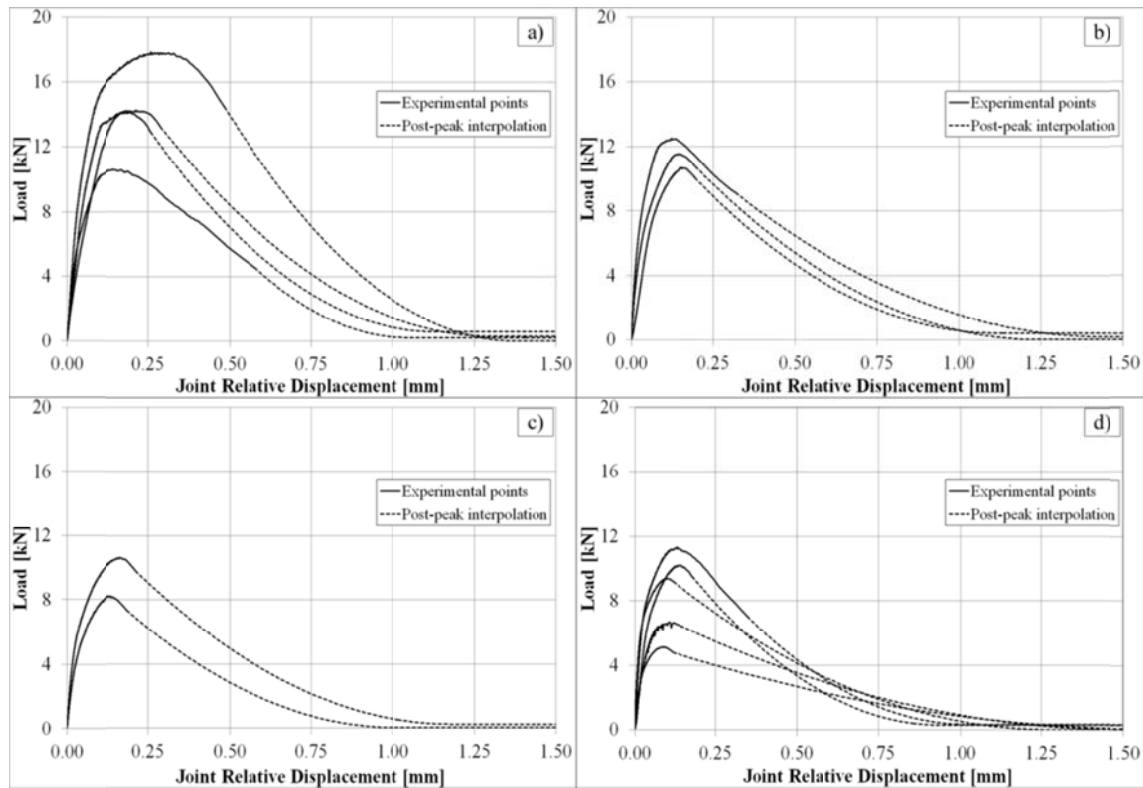 a)
20
16
12
8
4
0
Load [kN]
Experimental points
Post-peak interpolation
0.00 0.25 0.50 0.75 1.00 1.25 1.50
Joint Relative Displacement [mm]
b)
20
16
12
8
4
0
Load [kN]
Experimental points
Post-peak interpolation
0.00 0.25 0.50 0.75 1.00 1.25 1.50
Joint Relative Displacement [mm]
c)
20
16
12
8
4
0
Load [kN]
Experimental points
Post-peak interpolation
0.00 0.25 0.50 0.75 1.00 1.25 1.50
Joint Relative Displacement [mm]
d)
20
16
12
8
4
0
Load [kN]
Experimental points
Post-peak interpolation
0.00 0.25 0.50 0.75 1.00 1.25 1.50
Joint Relative Displacement [mm]